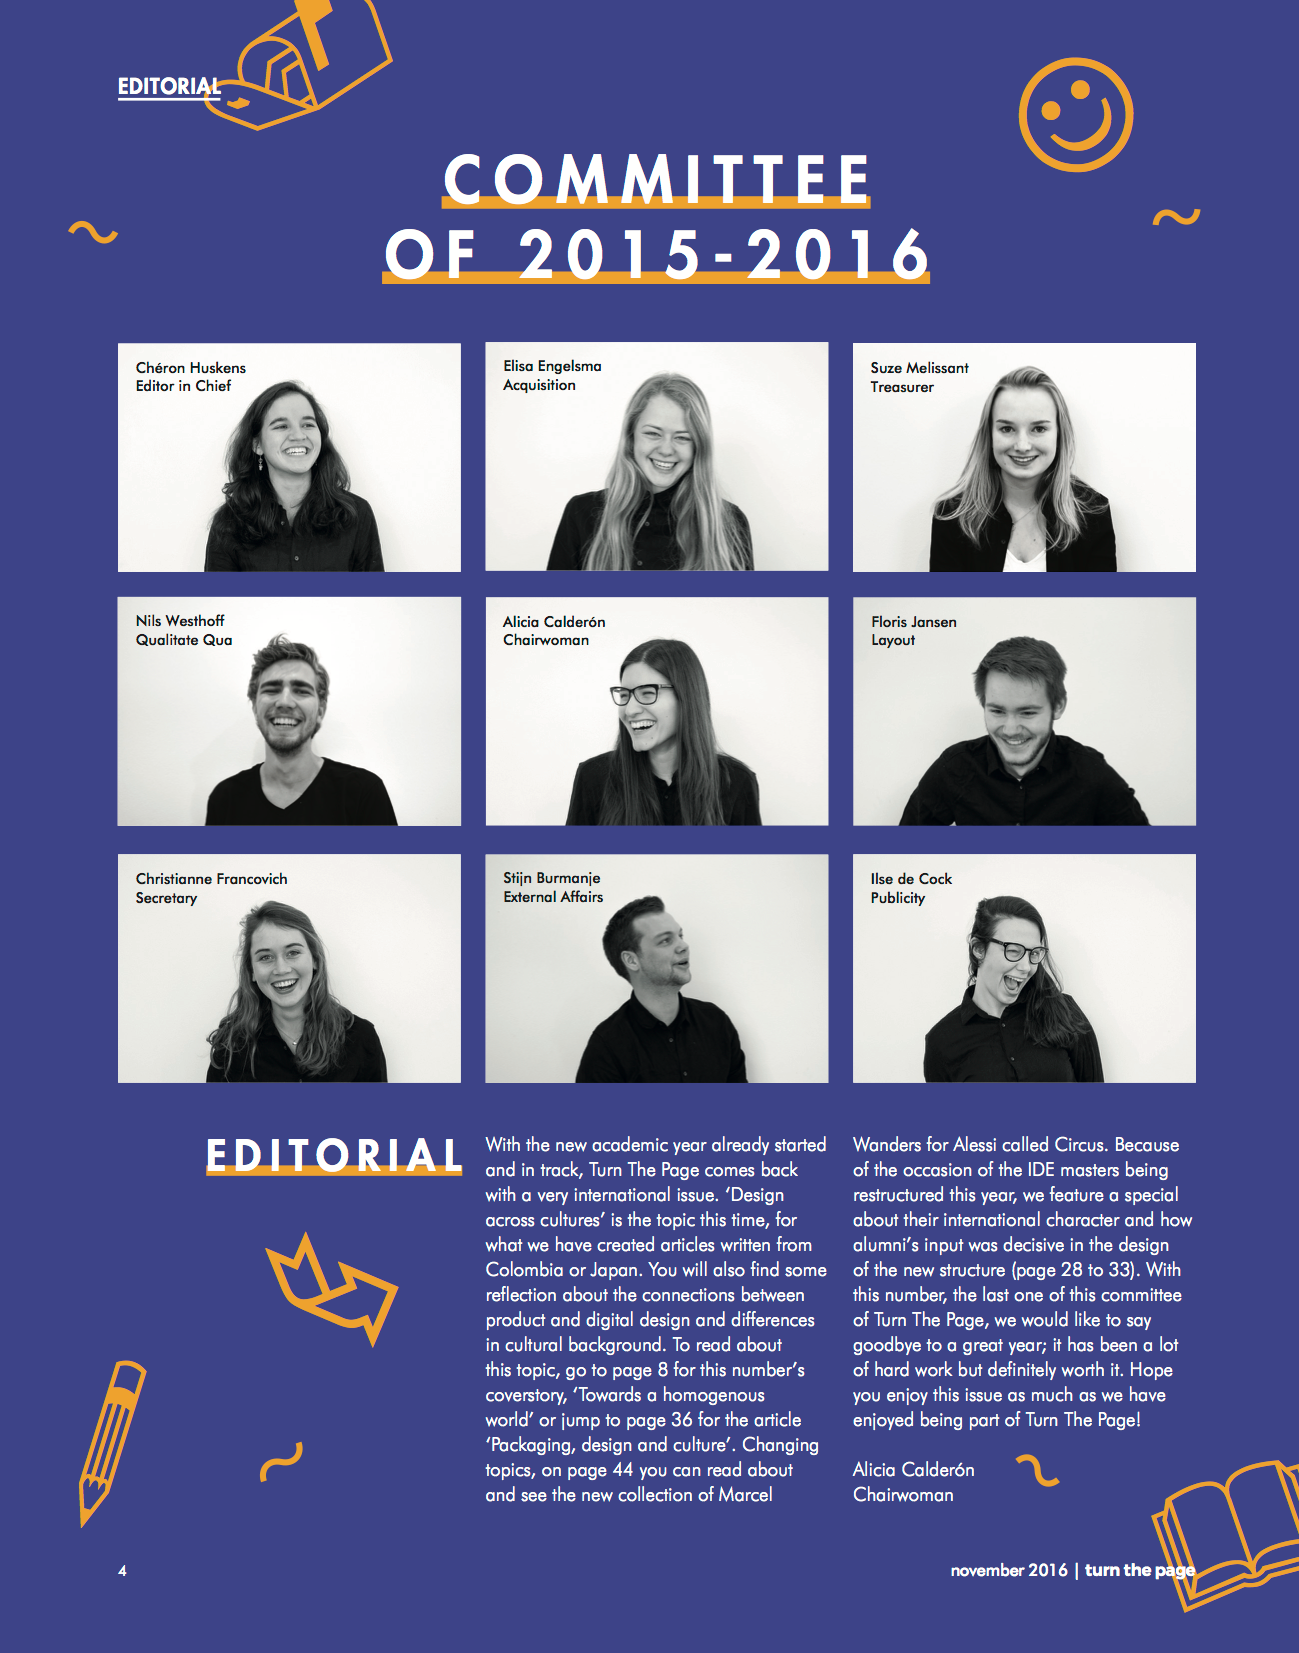 EDITORIAL
COMMITTEE
OF 2015-2016
Chéron Huskens
Editor in Chief
Elisa Engelsma
Acquisition
Suze Melissant
Treasurer
Nils Westhoff
Qualitate Qua
Alicia Calderón
Chairwoman
Floris Jansen
Layout
Christianne Francovich
Secretary
Stijn Burmanje
External Affairs
Ilse de Cock
Publicity
EDITORIAL
With the new academic year already started
and in track, Turn The Page comes back
with a very international issue. ‘Design
across cultures’ is the topic this time, for
what we have created articles written from
Colombia or Japan. You will also find some
reflection about the connections between
product and digital design and differences
in cultural background. To read about
this topic, go to page 8 for this number’s
coverstory, ‘Towards a homogenous
world’ or jump to page 36 for the article
‘Packaging, design and culture’. Changing
topics, on page 44 you can read about
and see the new collection of Marcel
Wanders for Alessi called Circus. Because
of the occasion of the IDE masters being
restructured this year, we feature a special
about their international character and how
alumni’s input was decisive in the design
of the new structure (page 28 to 33). With
this number, the last one of this committee
of Turn The Page, we would like to say
goodbye to a great year; it has been a lot
of hard work but definitely worth it. Hope
you enjoy this issue as much as we have
enjoyed being part of Turn The Page!
Alicia Calderón
Chairwoman
4
november 2016 | turn the page